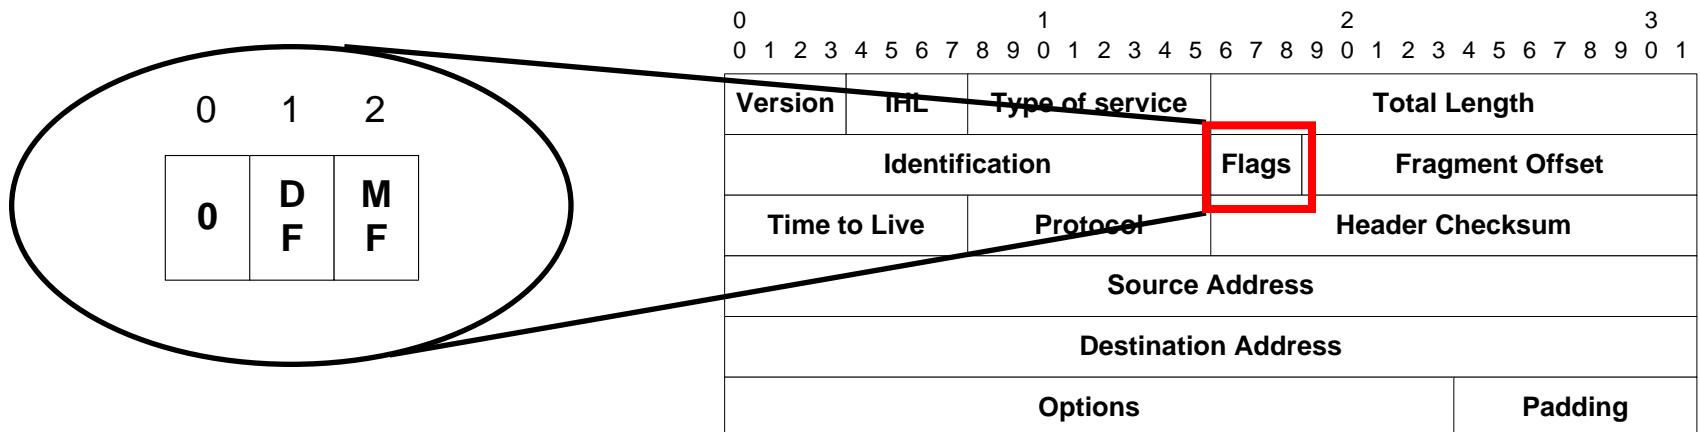 0 1 2 3
0 1 2 3 4 5 6 7 8 9 0 1 2 3 4 5 6 7 8 9 0 1 2 3 4 5 6 7 8 9 0 1
Version IHL Type of service Total Length
Identification Flags Fragment Offset
Time to Live Protocol Header Checksum
Source Address
Destination Address
Options Padding
0 1 2
0 D M
F F